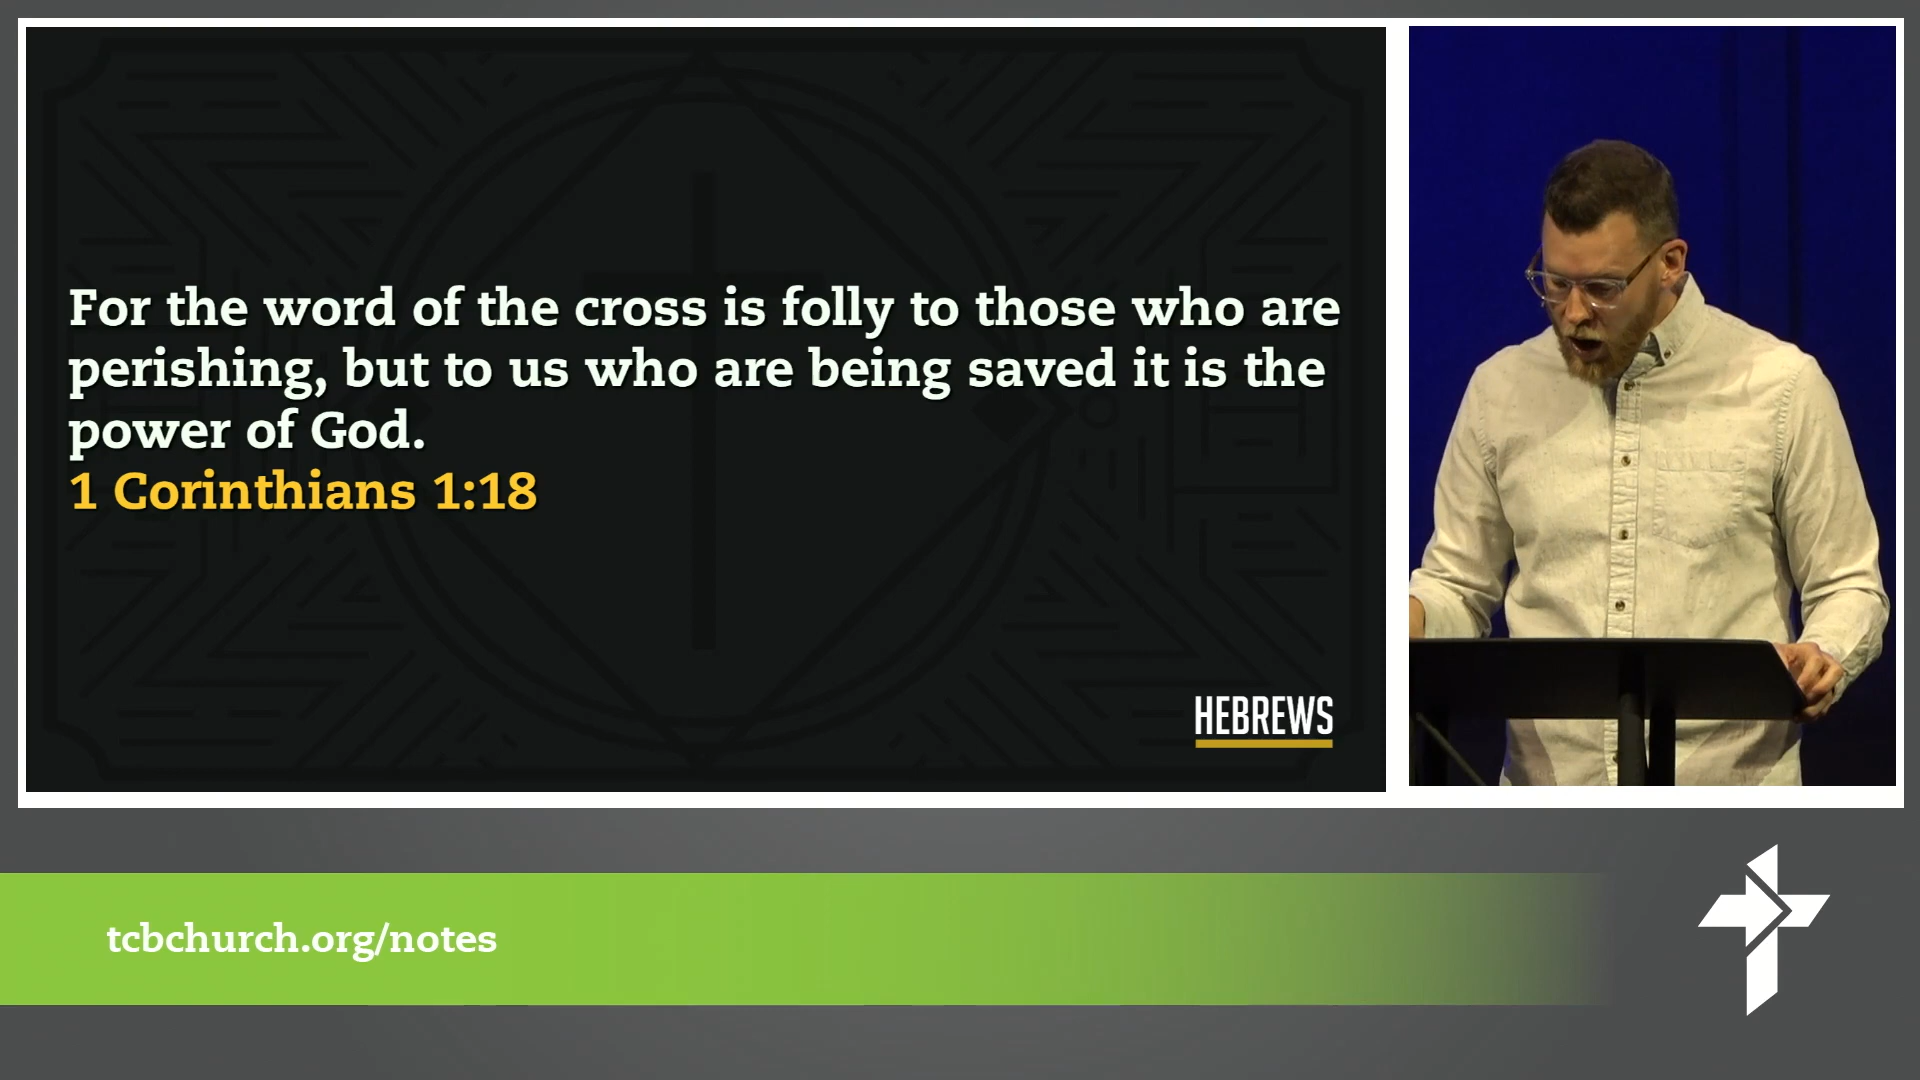 For the word of the cross is folly to those who are
perishing, but to us who are being saved it is the
power of God.
1 Corinthians 1:18
HEBREWS
tcbchurch.org/notes